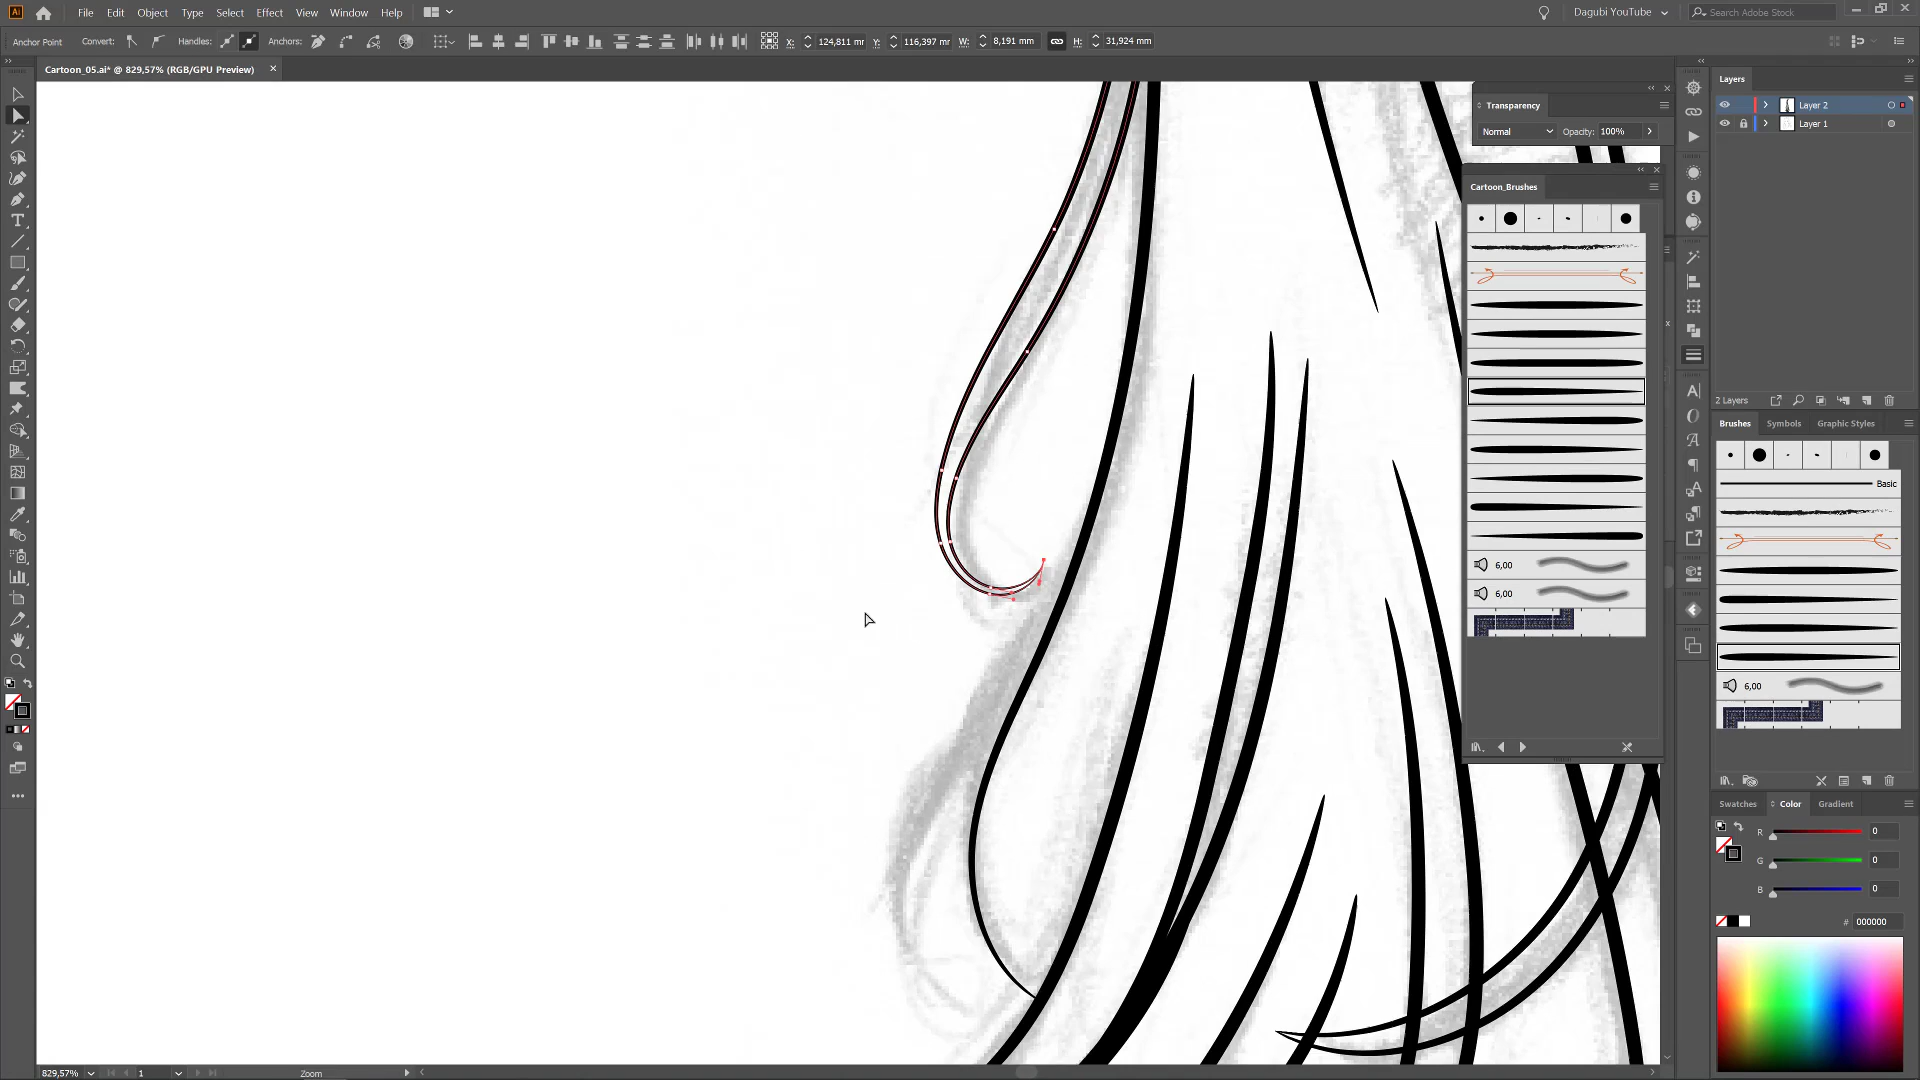 Ai File Edit Object Type Select Effect View Window Help Dagubi YouTube Search Adobe Stock
Anchor Point Convert: Handles: Anchors: X: 124,811 mr Y: 116,397 mr W: 8,191 mm H: 31,924 mm
Cartoon_05.ai* @ 829,57% (RGB/GPU Preview)
Layers
Transparency
Layer 2
Normal Opacity: 100%
Layer 1
Cartoon_Brushes
2 Layers
Brushes Symbols Graphic Styles
Basic
6,00
6,00
6,00
Swatches Color Gradient
R 0
G 0
B 0
# 000000
829,57% 1 Zoom